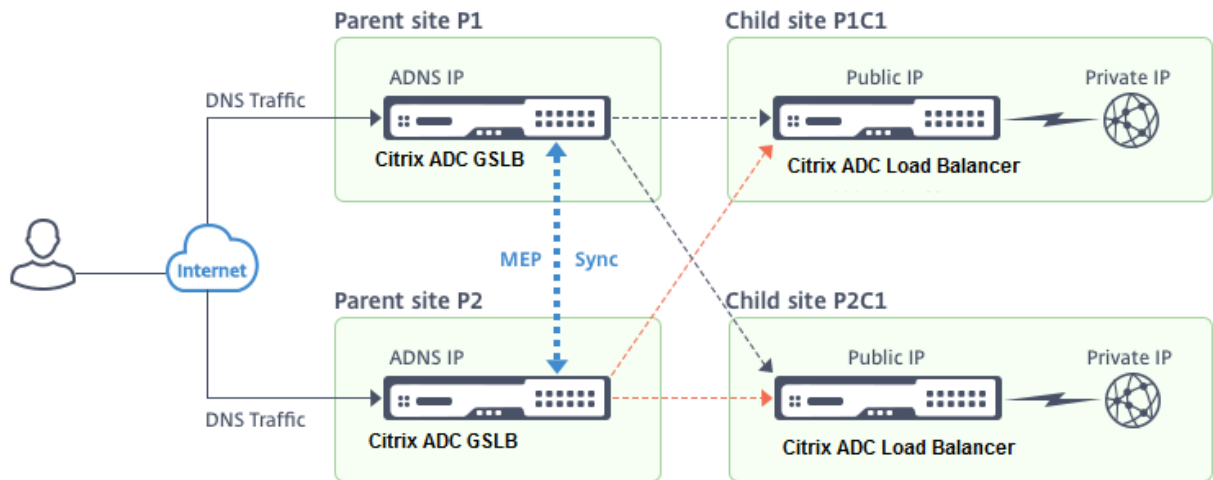 Parent site P1
Child site P1C1
ADNS IP
Public IP
Private IP
DNS Traffic
Citrix ADC GSLB
Citrix ADC Load Balancer
Internet
MEP Sync
Parent site P2
Child site P2C1
ADNS IP
Public IP
Private IP
DNS Traffic
Citrix ADC GSLB
Citrix ADC Load Balancer